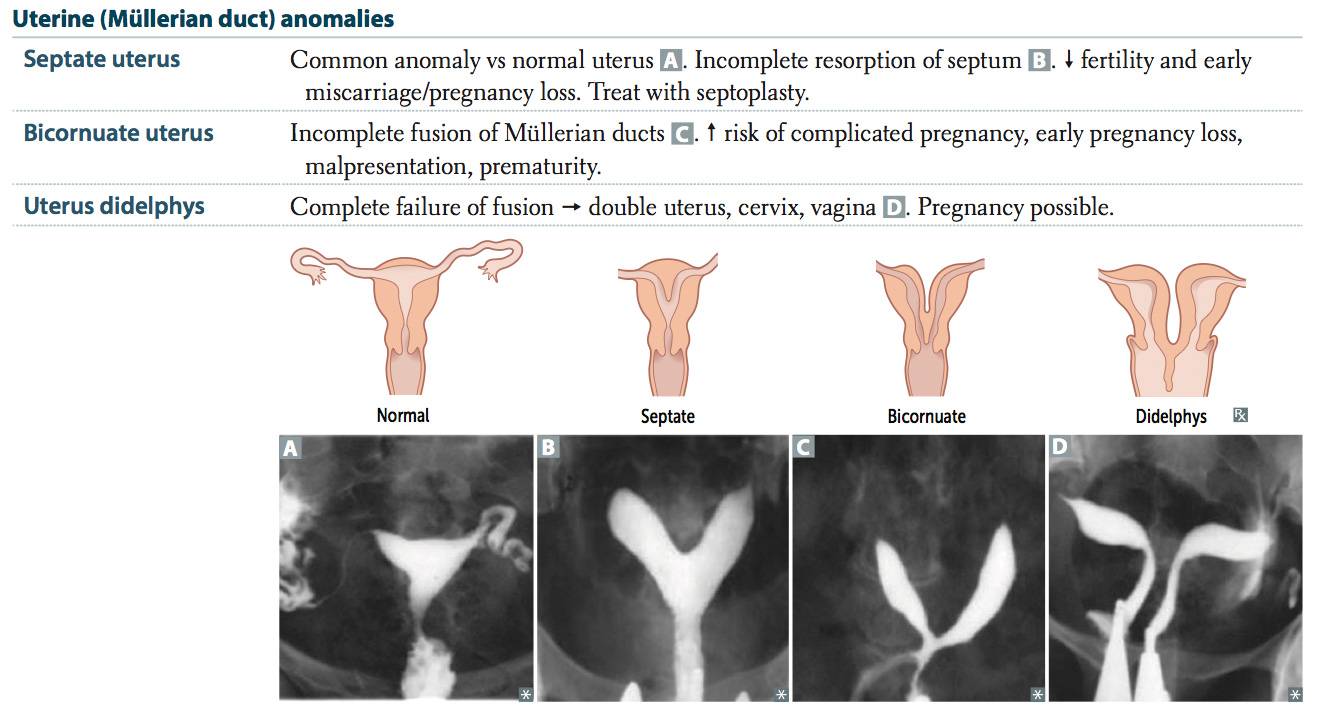 Uterine (Müllerian duct) anomalies
Septate uterus
Common anomaly vs normal uterus A. Incomplete resorption of septum B. ↓ fertility and early
miscarriage/pregnancy loss. Treat with septoplasty.
Bicornuate uterus
Incomplete fusion of Müllerian ducts C. ↑ risk of complicated pregnancy, early pregnancy loss,
malpresentation, prematurity.
Uterus didelphys
Complete failure of fusion → double uterus, cervix, vagina D. Pregnancy possible.
Normal
Septate
Bicornuate
Didelphys ℞
A
B
C
D
*
*
*
*